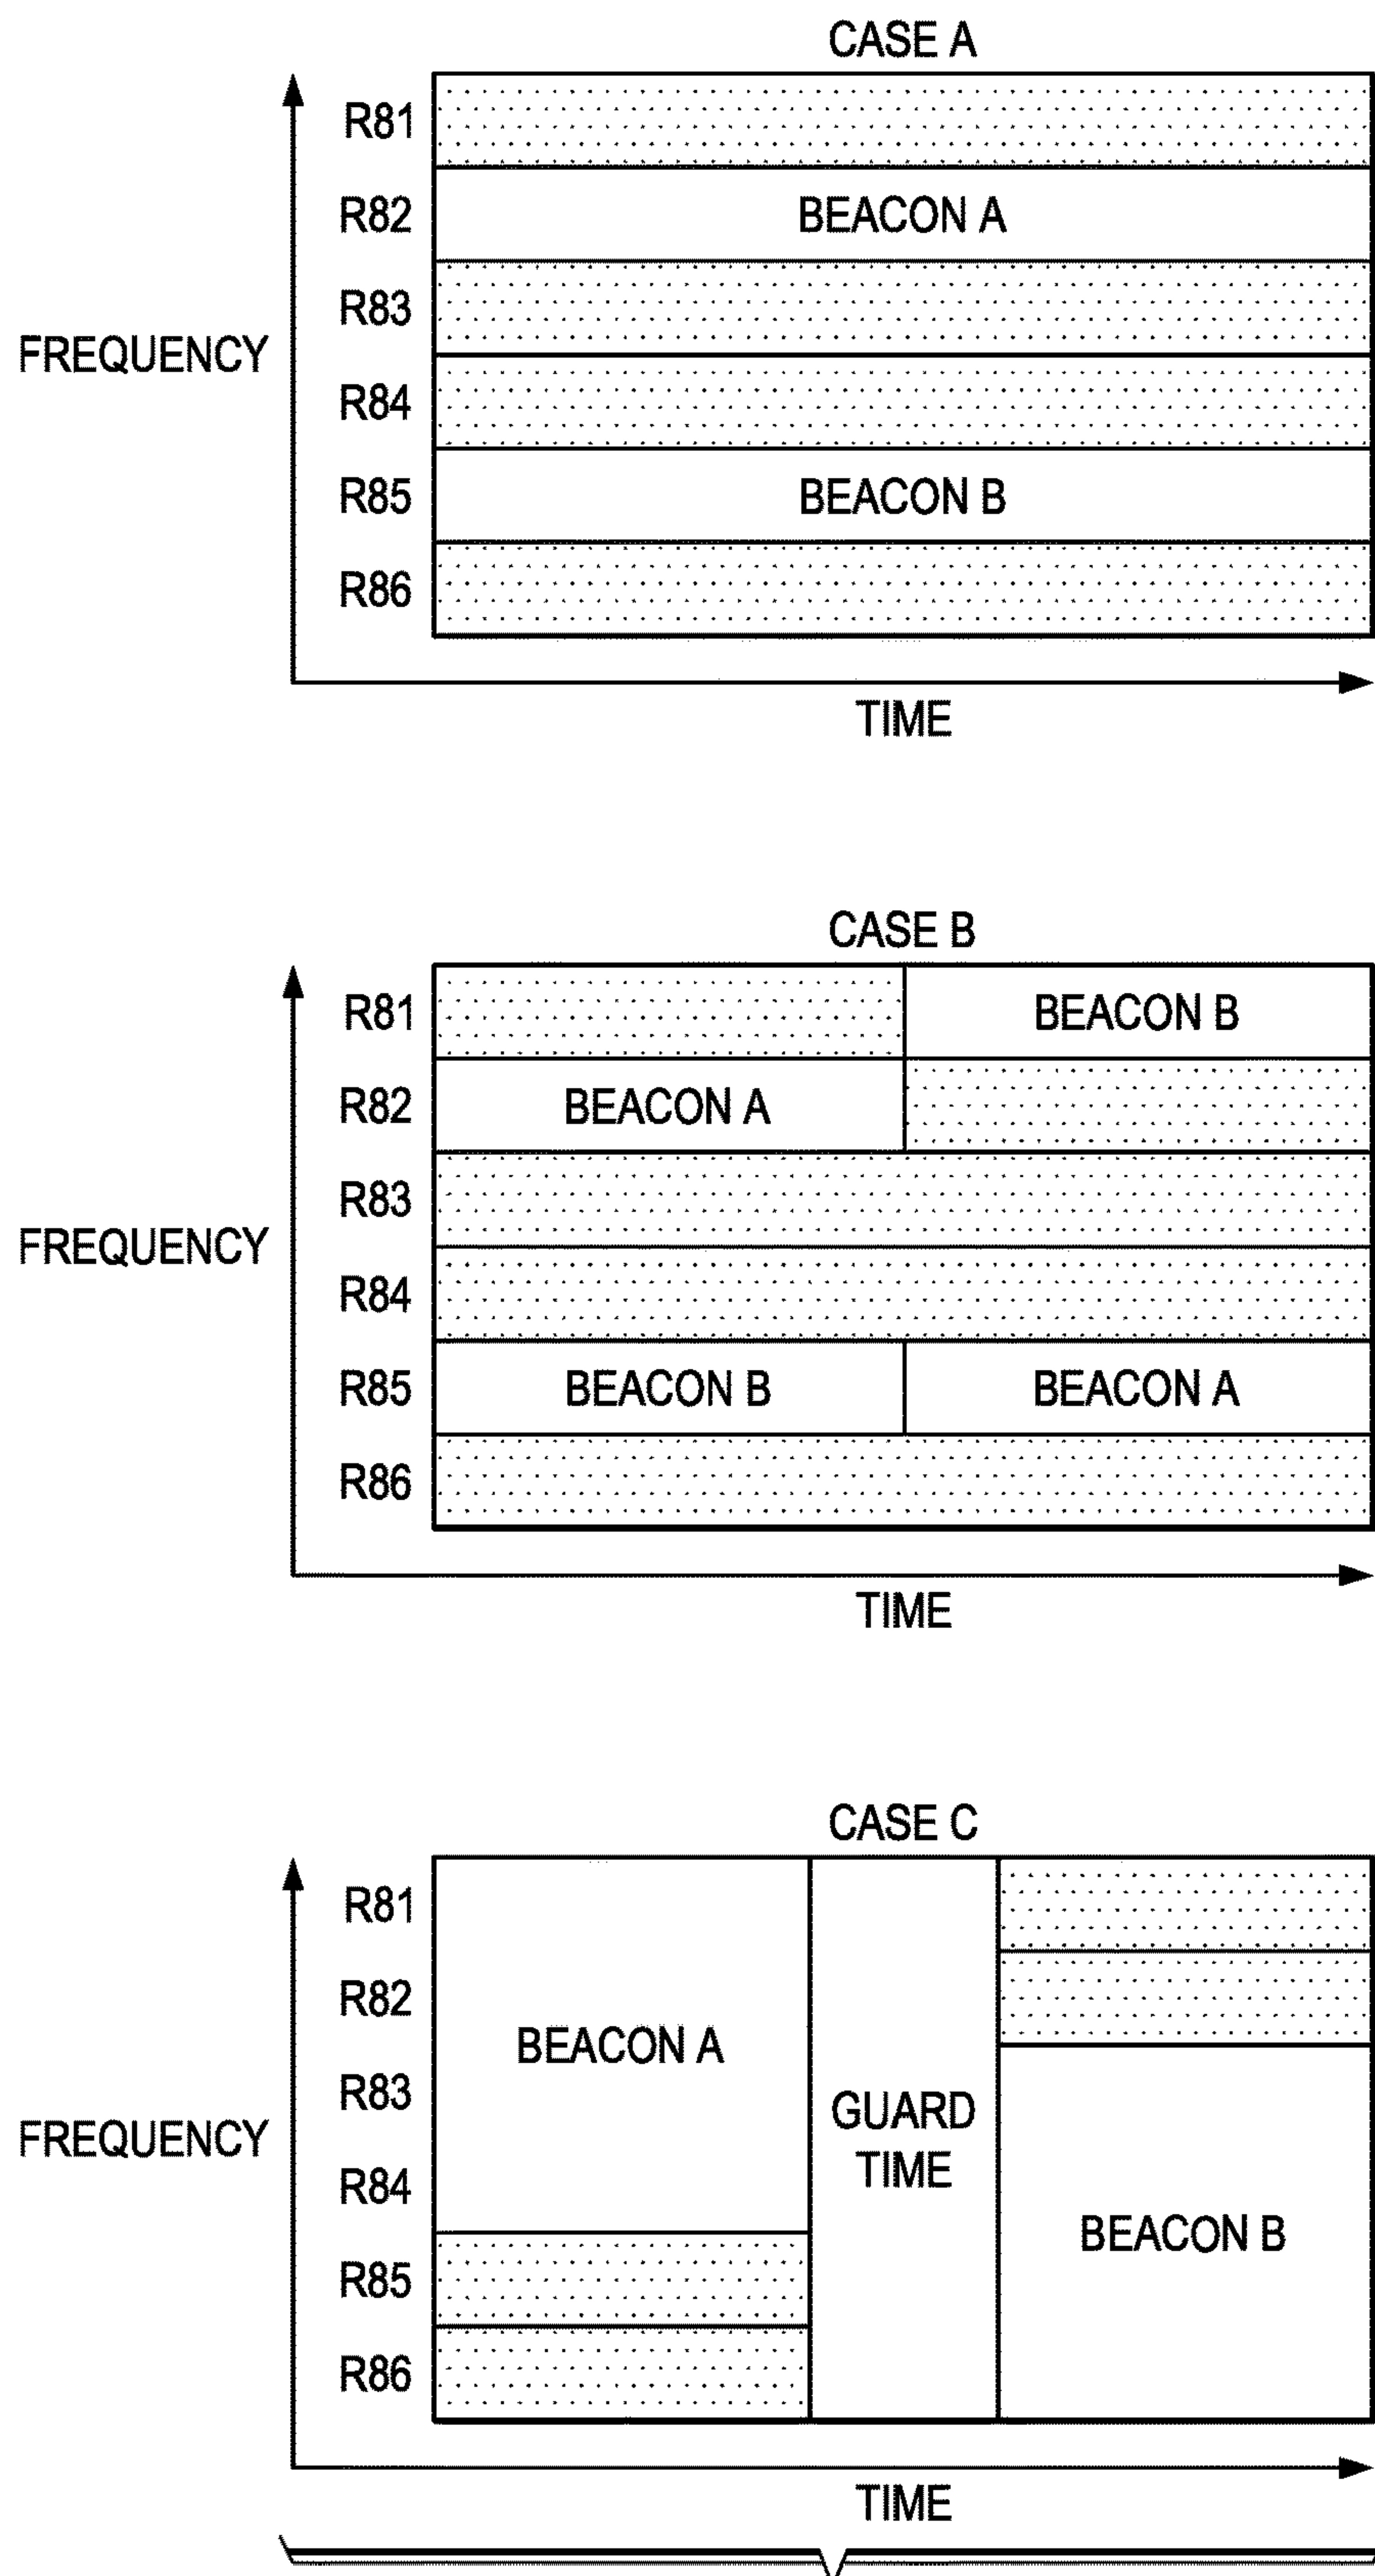 CASE A
R81
R82 BEACON A
R83
FREQUENCY
R84
R85 BEACON B
R86
TIME
CASE B
R81 BEACON B
R82 BEACON A
R83
FREQUENCY
R84
R85 BEACON B BEACON A
R86
TIME
CASE C
R81
R82
BEACON A
R83
GUARD
TIME
FREQUENCY
R84
BEACON B
R85
R86
TIME